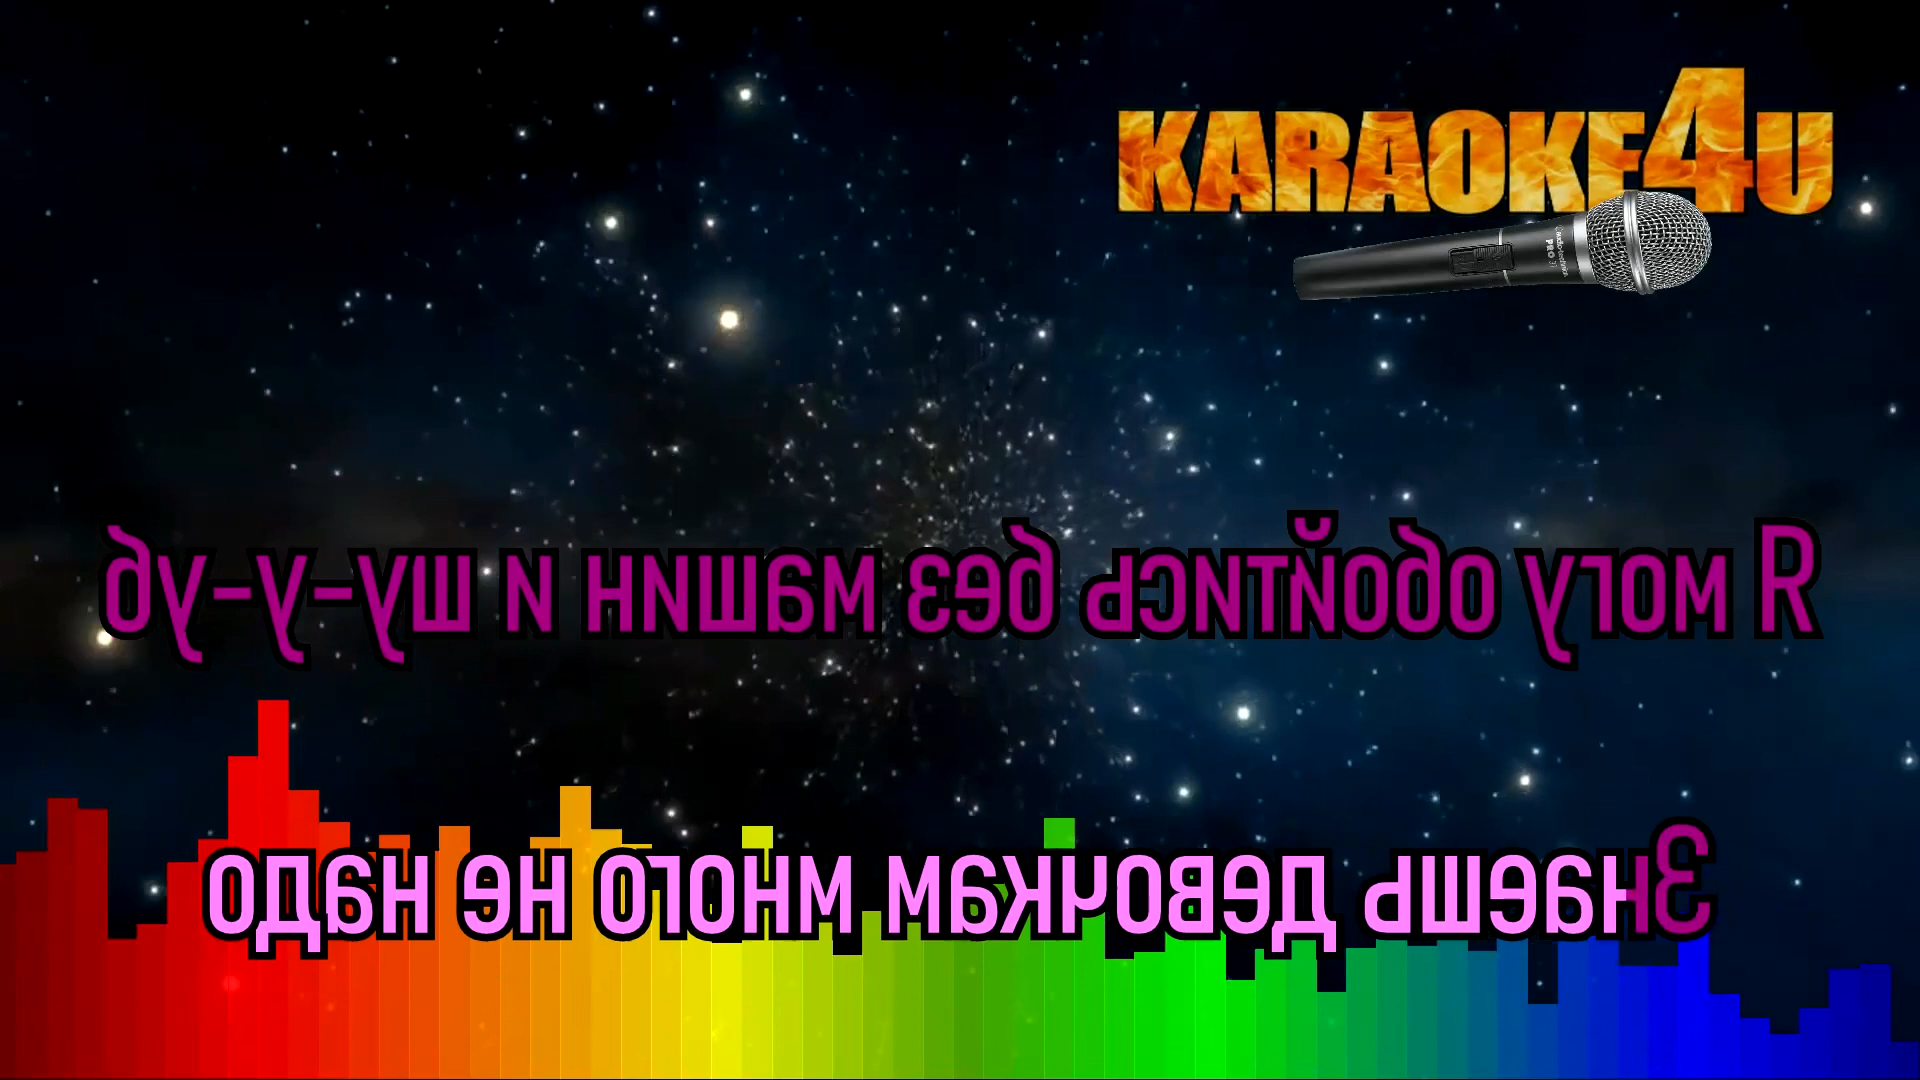 KARAOKE4U
Я могу обойтись без машин и шу-у-уб
Знаешь девочкам много не надо